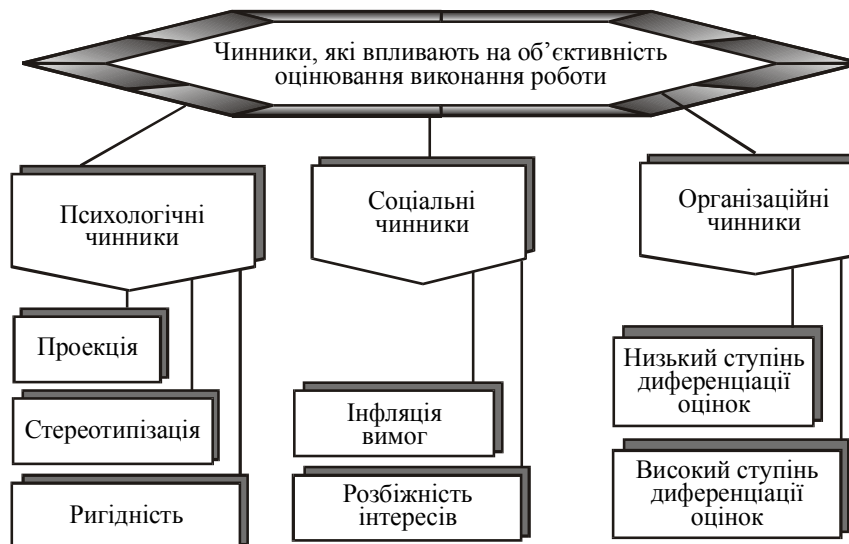 Чинники, які впливають на об’єктивність
оцінювання виконання роботи
Психологічні
чинники
Проекція
Стереотипізація
Ригідність
Соціальні
чинники
Інфляція
вимог
Розбіжність
інтересів
Організаційні
чинники
Низький ступінь
диференціації
оцінок
Високий ступінь
диференціації
оцінок